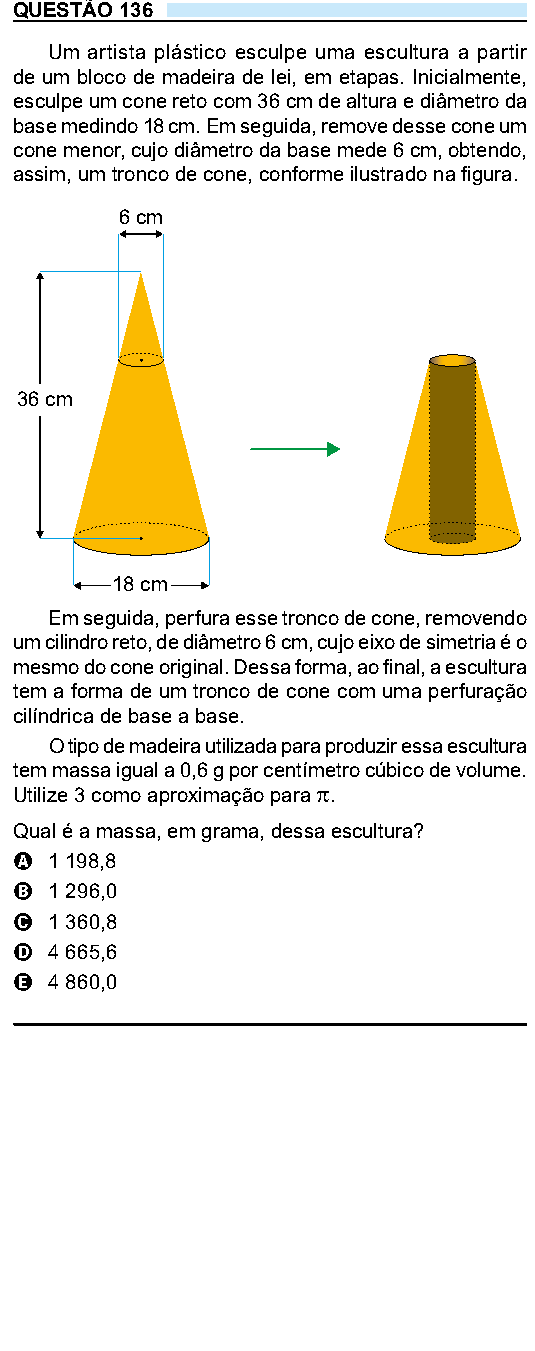 QUESTÃO 136
Um artista plástico esculpe uma escultura a partir
de um bloco de madeira de lei, em etapas. Inicialmente,
esculpe um cone reto com 36 cm de altura e diâmetro da
base medindo 18 cm. Em seguida, remove desse cone um
cone menor, cujo diâmetro da base mede 6 cm, obtendo,
assim, um tronco de cone, conforme ilustrado na figura.
6 cm
36 cm
18 cm
Em seguida, perfura esse tronco de cone, removendo
um cilindro reto, de diâmetro 6 cm, cujo eixo de simetria é o
mesmo do cone original. Dessa forma, ao final, a escultura
tem a forma de um tronco de cone com uma perfuração
cilíndrica de base a base.
O tipo de madeira utilizada para produzir essa escultura
tem massa igual a 0,6 g por centímetro cúbico de volume.
Utilize 3 como aproximação para π.
Qual é a massa, em grama, dessa escultura?
A 1 198,8
B 1 296,0
C 1 360,8
D 4 665,6
E 4 860,0